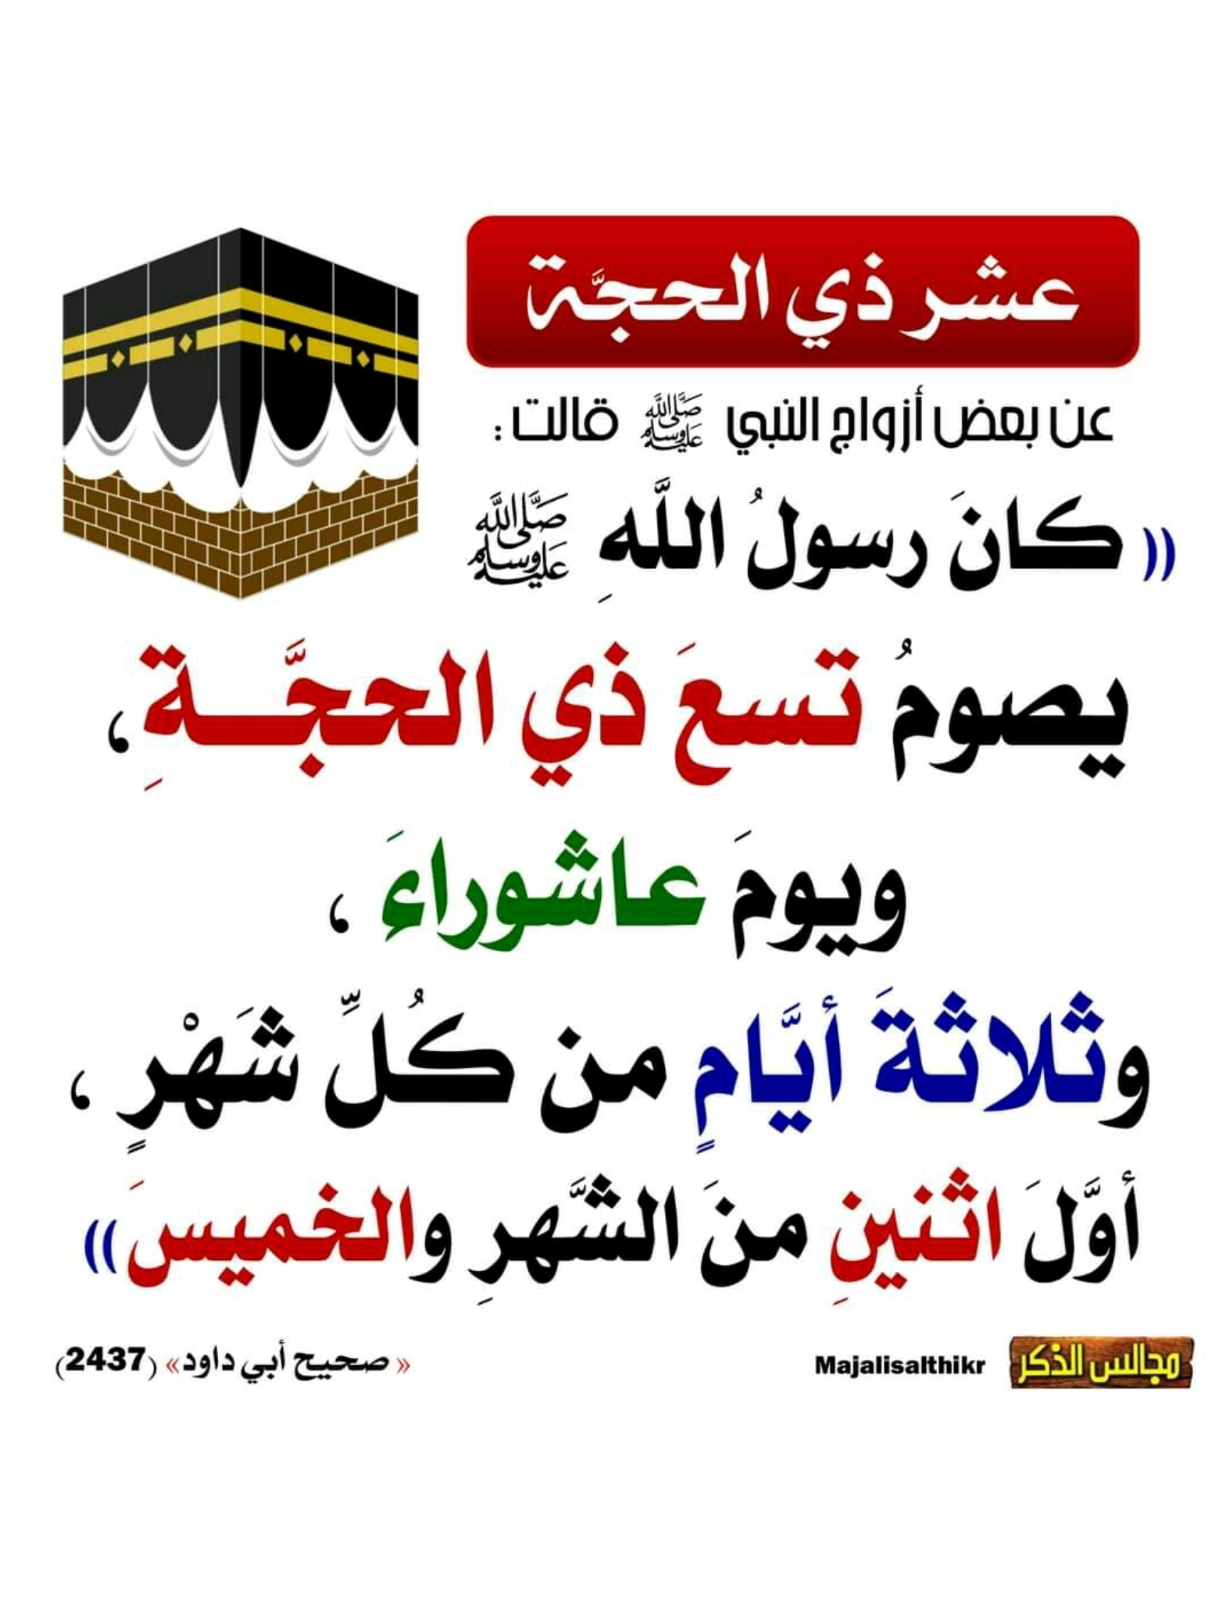 عشر ذي الحجَّة
عن بعض أزواج النبي ﷺ قالت :
(( كانَ رسولُ اللَّهِ ﷺ
يصومُ تسعَ ذي الحجَّـــةِ ،
ويومَ عاشوراءَ ،
وثلاثةَ أيَّامٍ من كُلِّ شَهْرٍ ،
أوَّلَ اثنينِ منَ الشَّهرِ والخميسَ))
« صحيح أبي داود» (2437)
Majalisalthikr مجالس الذكر